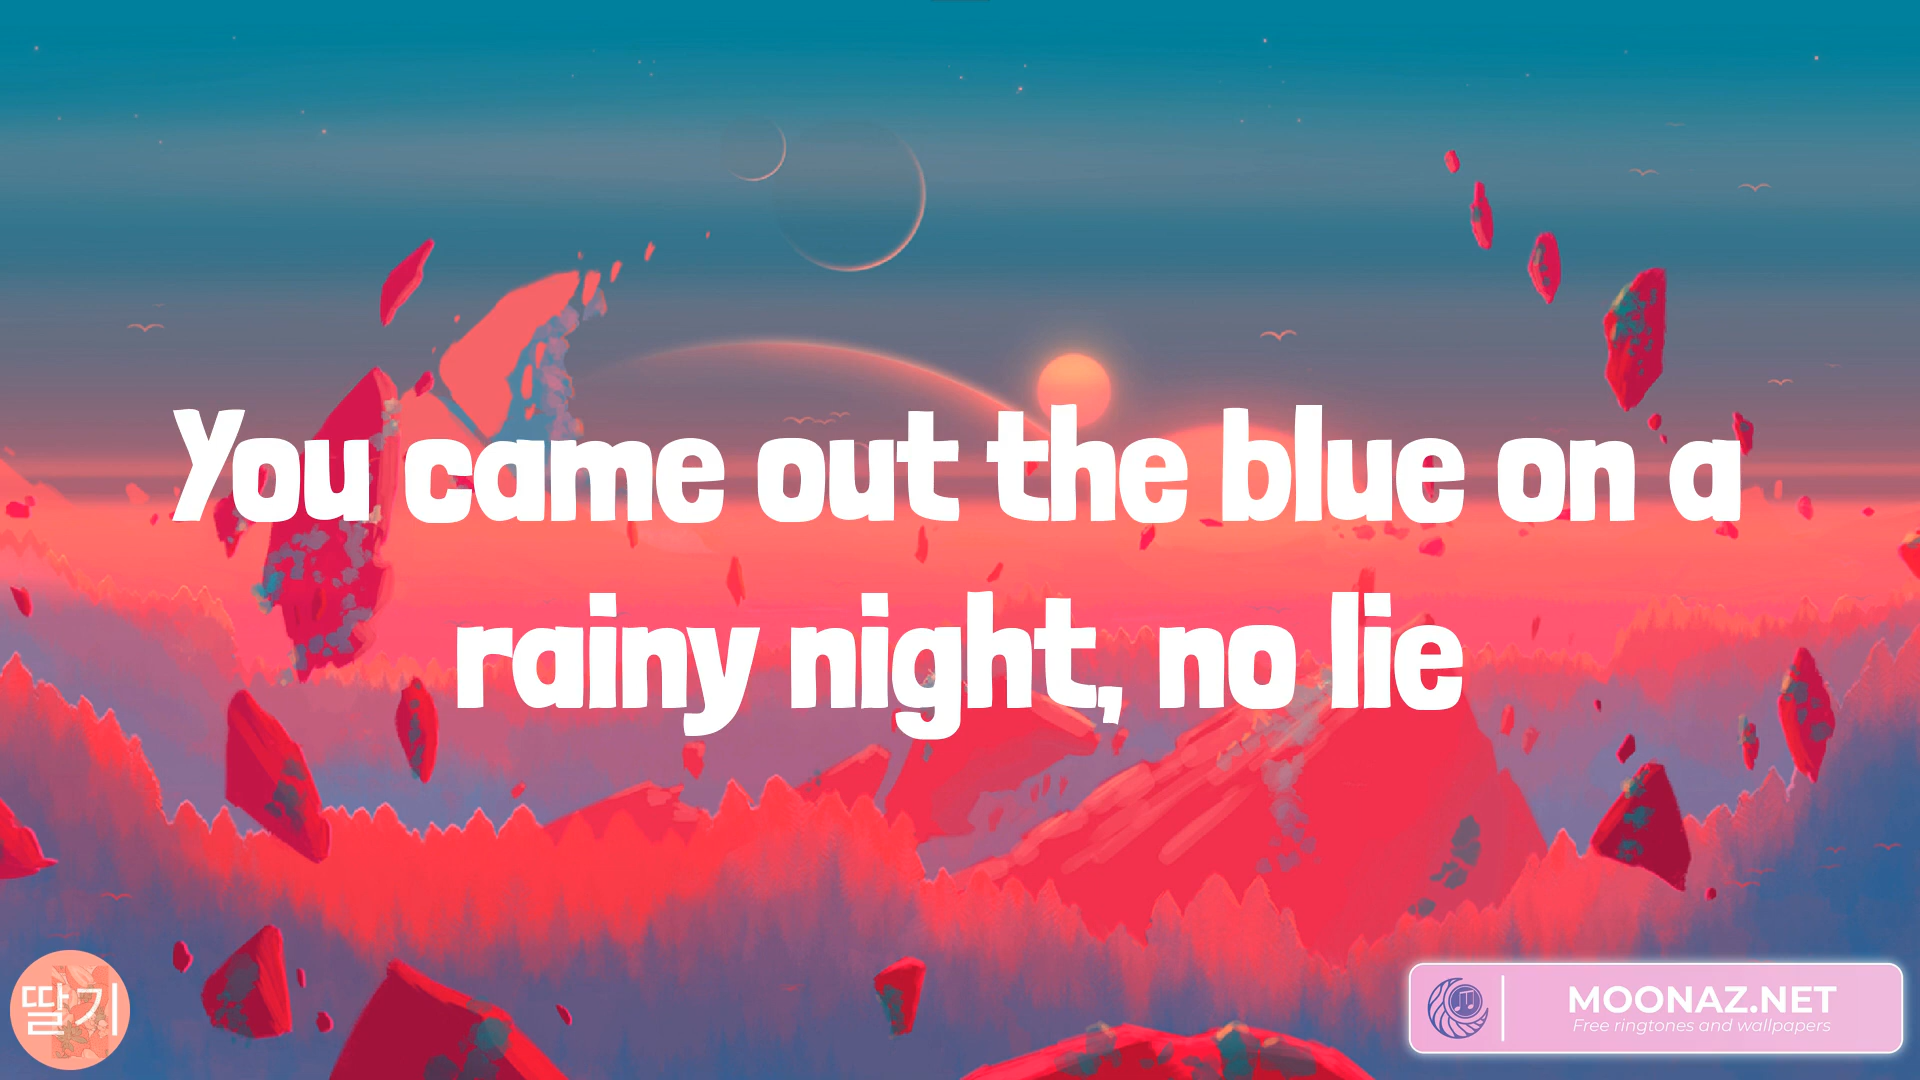 You came out the blue on a
rainy night, no lie
딸기
MOONAZ.NET
Free ringtones and wallpapers